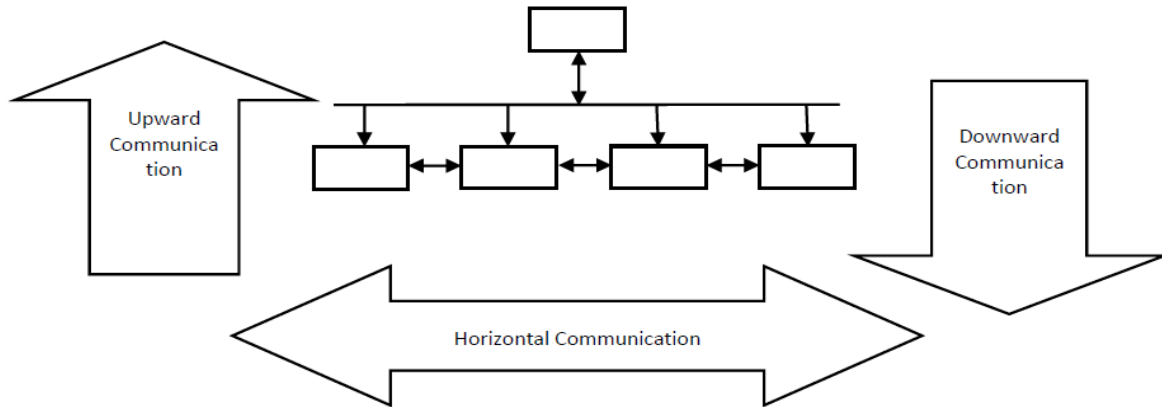 Upward
Communica
tion
Downward
Communica
tion
Horizontal Communication